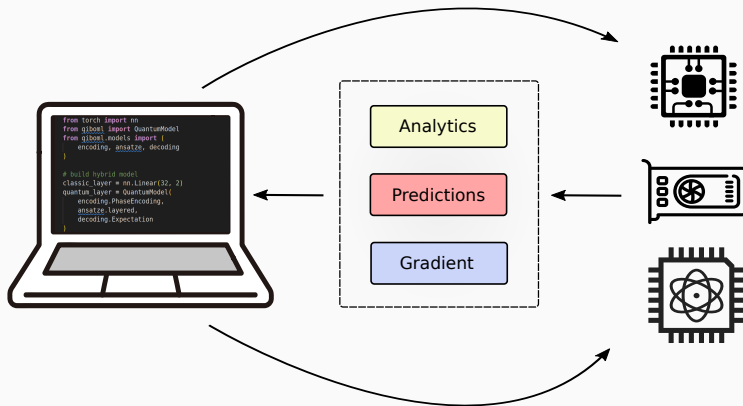 from torch import nn
from qiboml import QuantumModel
from qiboml.models import (
    encoding, ansatze, decoding
)
# build hybrid model
classic_layer = nn.Linear(32, 2)
quantum_layer = QuantumModel(
    encoding.PhaseEncoding,
    ansatze.layered,
    decoding.Expectation
)
Analytics
Predictions
Gradient